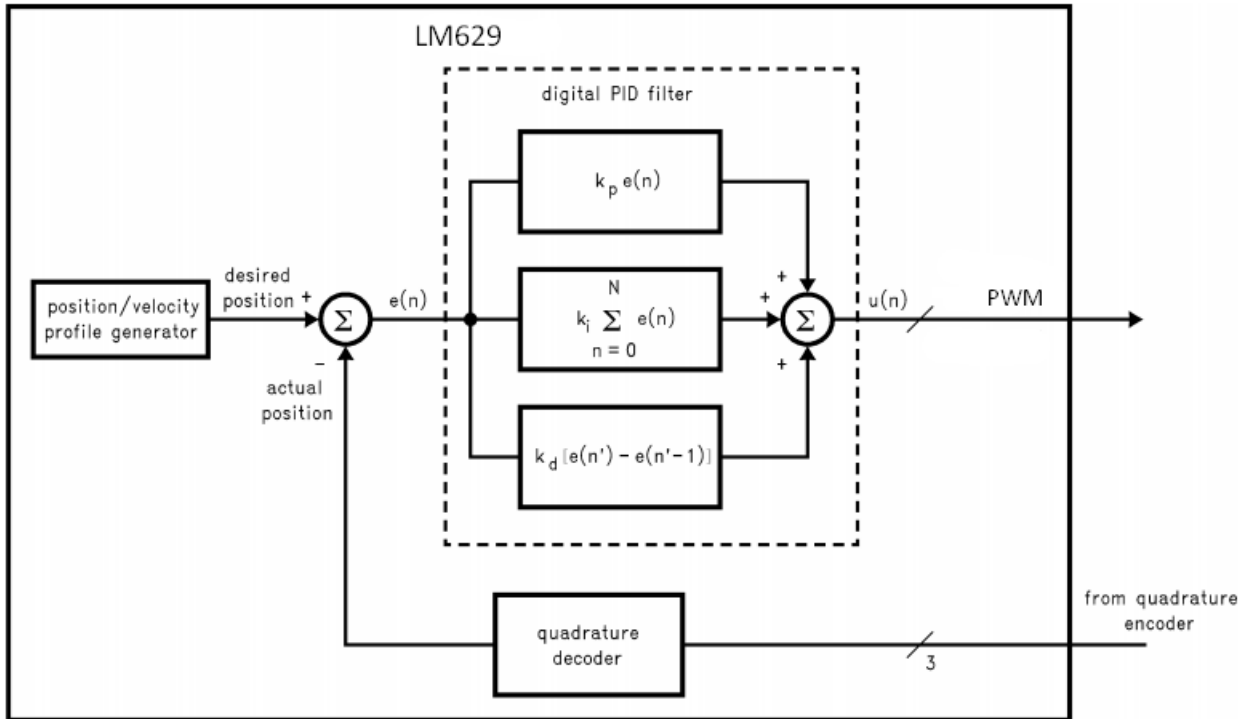 LM629
digital PID filter
k_p e(n)
position/velocity
profile generator
desired
position
+
Σ
-
actual
position
e(n)
N
k_i Σ e(n)
n = 0
k_d [e(n') - e(n'-1)]
+
+
+
Σ
u(n)
PWM
quadrature
decoder
3
from quadrature
encoder